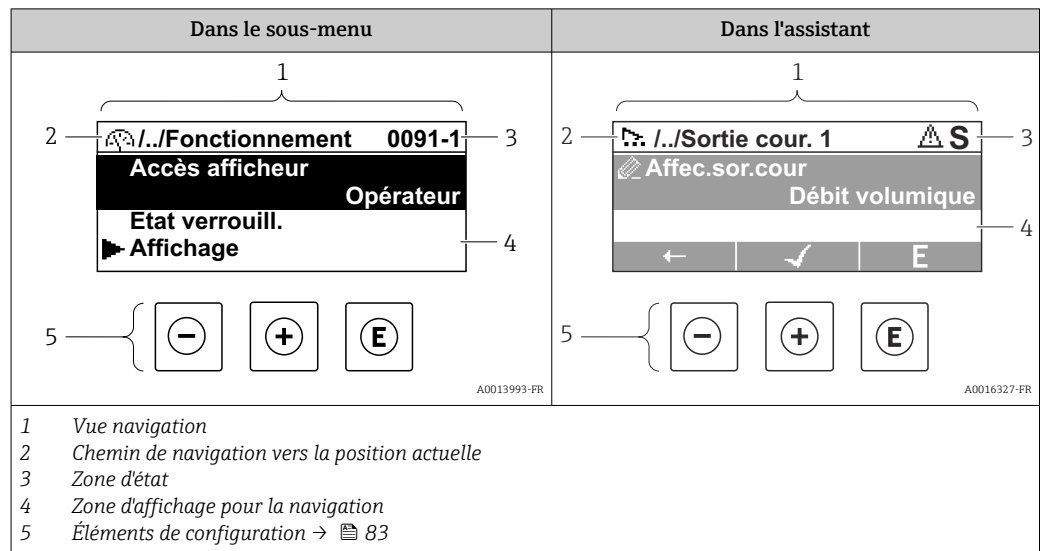 Dans le sous-menu
1
2
/../Fonctionnement 0091-1
3
Accès afficheur
Opérateur
Etat verrouill.
Affichage
4
5
− + E
A0013993-FR
Dans l'assistant
1
2
/../Sortie cour. 1 S
3
Affec.sor.cour
Débit volumique
4
← ✓ E
5
− + E
A0016327-FR
1 Vue navigation
2 Chemin de navigation vers la position actuelle
3 Zone d'état
4 Zone d'affichage pour la navigation
5 Éléments de configuration → 83